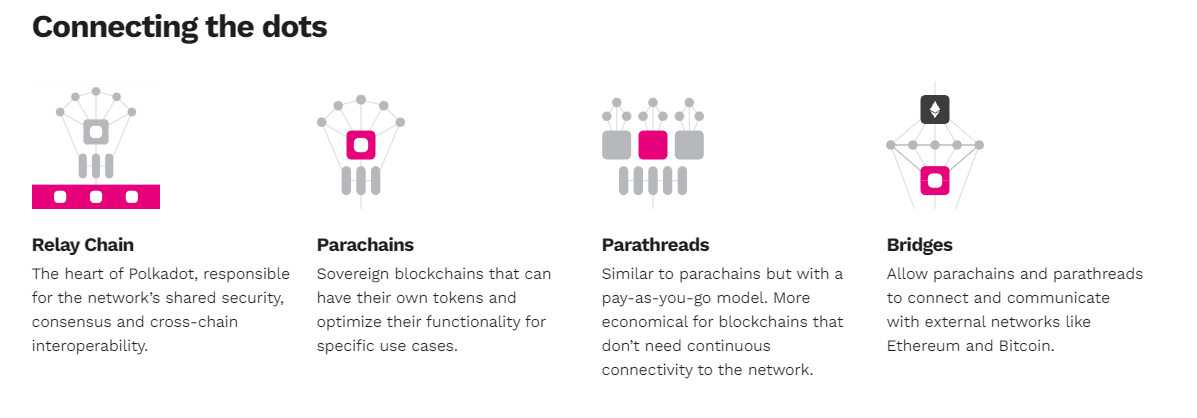 Connecting the dots
Relay Chain
The heart of Polkadot, responsible
for the network’s shared security,
consensus and cross-chain
interoperability.
Parachains
Sovereign blockchains that can
have their own tokens and
optimize their functionality for
specific use cases.
Parathreads
Similar to parachains but with a
pay-as-you-go model. More
economical for blockchains that
don’t need continuous
connectivity to the network.
Bridges
Allow parachains and parathreads
to connect and communicate
with external networks like
Ethereum and Bitcoin.